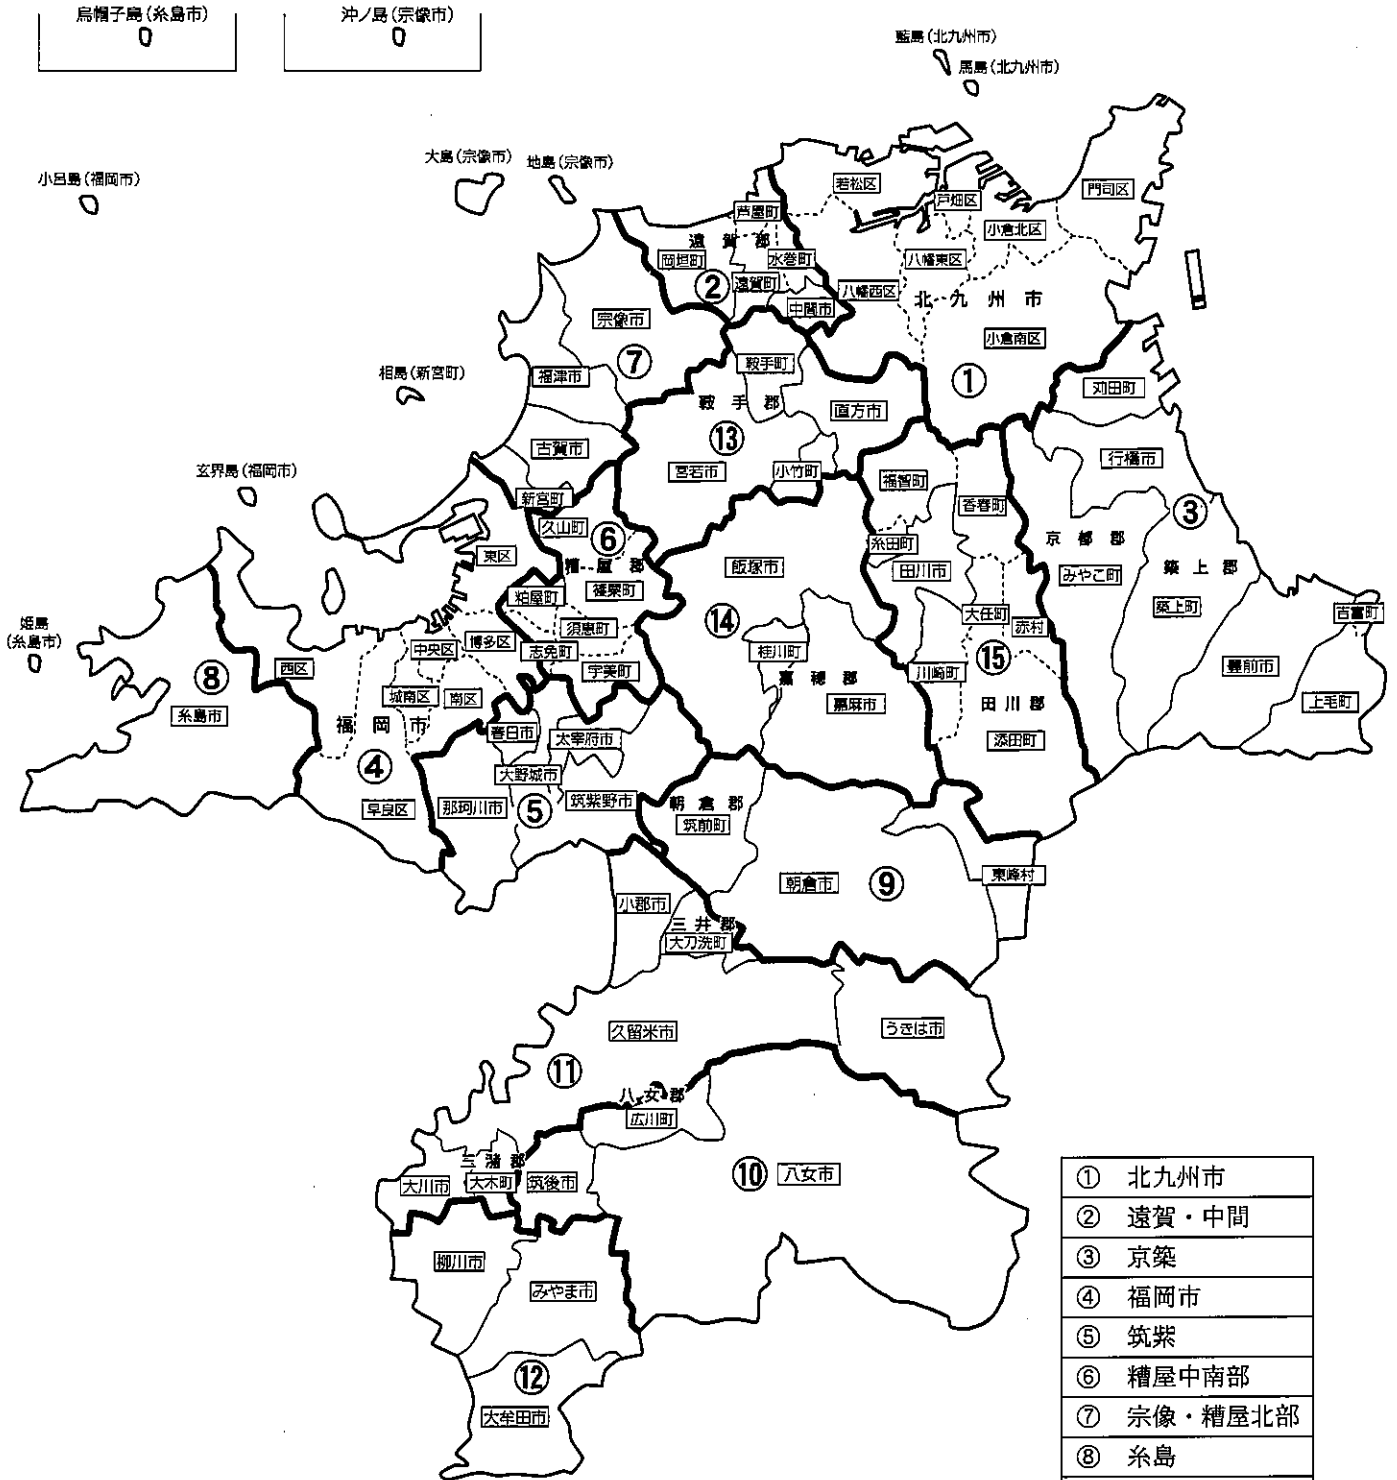 烏帽子島(糸島市)
沖ノ島(宗像市)
藍島(北九州市)
馬島(北九州市)
大島(宗像市)
地島(宗像市)
小呂島(福岡市)
若松区
戸畑区
門司区
芦屋町
小倉北区
遠賀郡
岡垣町
水巻町
八幡東区
②
遠賀町
八幡西区
中間市
北九州市
宗像市
小倉南区
⑦
鞍手町
①
相島(新宮町)
福津市
苅田町
鞍手郡
直方市
⑬
古賀市
行橋市
玄界島(福岡市)
宮若市
小竹町
福智町
新宮町
香春町
③
久山町
⑥
京都郡
糸田町
東区
糟屋郡
飯塚市
田川市
みやこ町
築上郡
粕屋町
篠栗町
築上町
大任町
吉富町
姫島
(糸島市)
須恵町
赤村
⑭
中央区
博多区
志免町
桂川町
⑮
豊前市
⑧
西区
宇美町
川崎町
嘉穂郡
城南区
南区
嘉麻市
田川郡
上毛町
糸島市
福岡市
春日市
太宰府市
添田町
④
大野城市
早良区
那珂川市
⑤
筑紫野市
朝倉郡
筑前町
朝倉市
⑨
東峰村
小郡市
三井郡
大刀洗町
久留米市
うきは市
⑪
八女郡
広川町
三潴郡
大川市
大木町
筑後市
⑩
八女市
柳川市
みやま市
⑫
大牟田市
① 北九州市
② 遠賀・中間
③ 京築
④ 福岡市
⑤ 筑紫
⑥ 糟屋中南部
⑦ 宗像・糟屋北部
⑧ 糸島